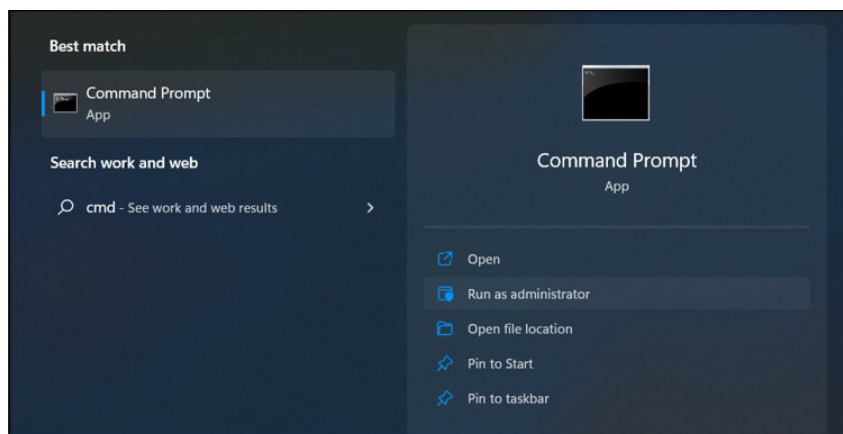 Best match
Command Prompt
App
Search work and web
cmd - See work and web results
Command Prompt
App
Open
Run as administrator
Open file location
Pin to Start
Pin to taskbar